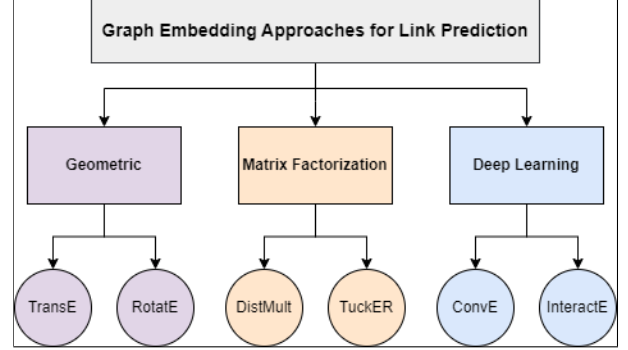 Graph Embedding Approaches for Link Prediction
Geometric
Matrix Factorization
Deep Learning
TransE
RotatE
DistMult
TuckER
ConvE
InteractE